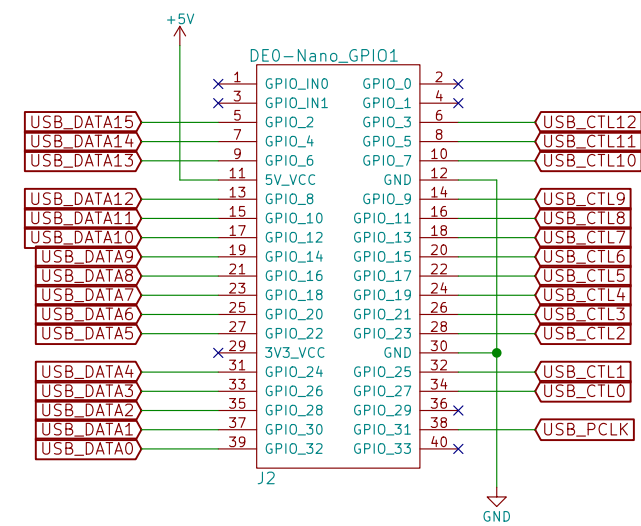 +5V
DE0-Nano_GPIO1
1 GPIO_IN0 GPIO_0 2
3 GPIO_IN1 GPIO_1 4
USB_DATA15 5 GPIO_2 GPIO_3 6 USB_CTL12
USB_DATA14 7 GPIO_4 GPIO_5 8 USB_CTL11
USB_DATA13 9 GPIO_6 GPIO_7 10 USB_CTL10
11 5V_VCC GND 12
USB_DATA12 13 GPIO_8 GPIO_9 14 USB_CTL9
USB_DATA11 15 GPIO_10 GPIO_11 16 USB_CTL8
USB_DATA10 17 GPIO_12 GPIO_13 18 USB_CTL7
USB_DATA9 19 GPIO_14 GPIO_15 20 USB_CTL6
USB_DATA8 21 GPIO_16 GPIO_17 22 USB_CTL5
USB_DATA7 23 GPIO_18 GPIO_19 24 USB_CTL4
USB_DATA6 25 GPIO_20 GPIO_21 26 USB_CTL3
USB_DATA5 27 GPIO_22 GPIO_23 28 USB_CTL2
29 3V3_VCC GND 30
USB_DATA4 31 GPIO_24 GPIO_25 32 USB_CTL1
USB_DATA3 33 GPIO_26 GPIO_27 34 USB_CTL0
USB_DATA2 35 GPIO_28 GPIO_29 36
USB_DATA1 37 GPIO_30 GPIO_31 38 USB_PCLK
USB_DATA0 39 GPIO_32 GPIO_33 40
J2
GND